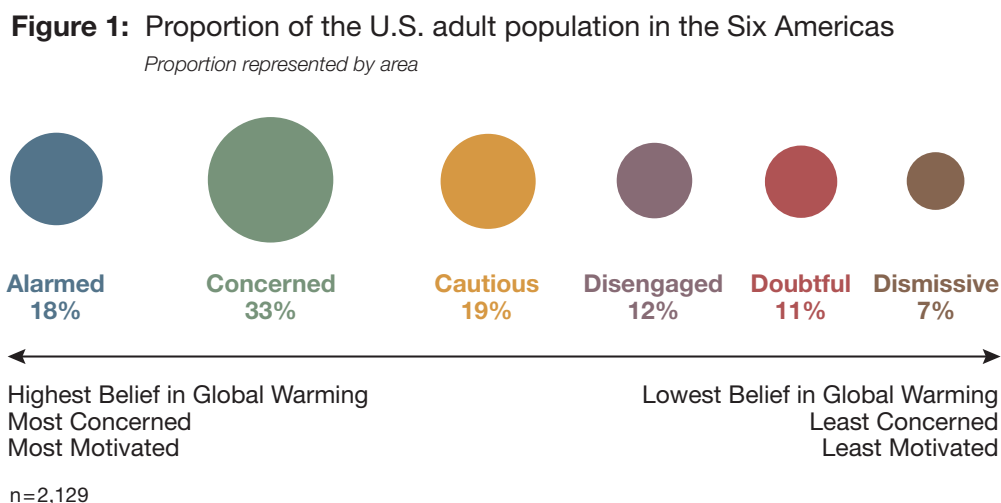 Figure 1: Proportion of the U.S. adult population in the Six Americas
Proportion represented by area
Alarmed Concerned Cautious Disengaged Doubtful Dismissive
18% 33% 19% 12% 11% 7%
Highest Belief in Global Warming Lowest Belief in Global Warming
Most Concerned Least Concerned
Most Motivated Least Motivated
n=2,129